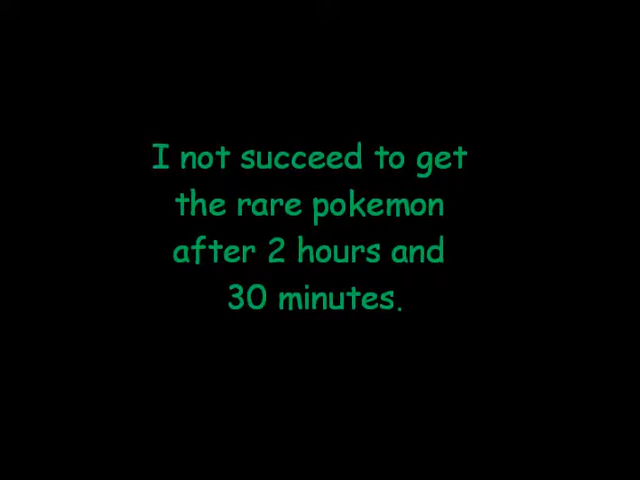 I not succeed to get
the rare pokemon
after 2 hours and
30 minutes.